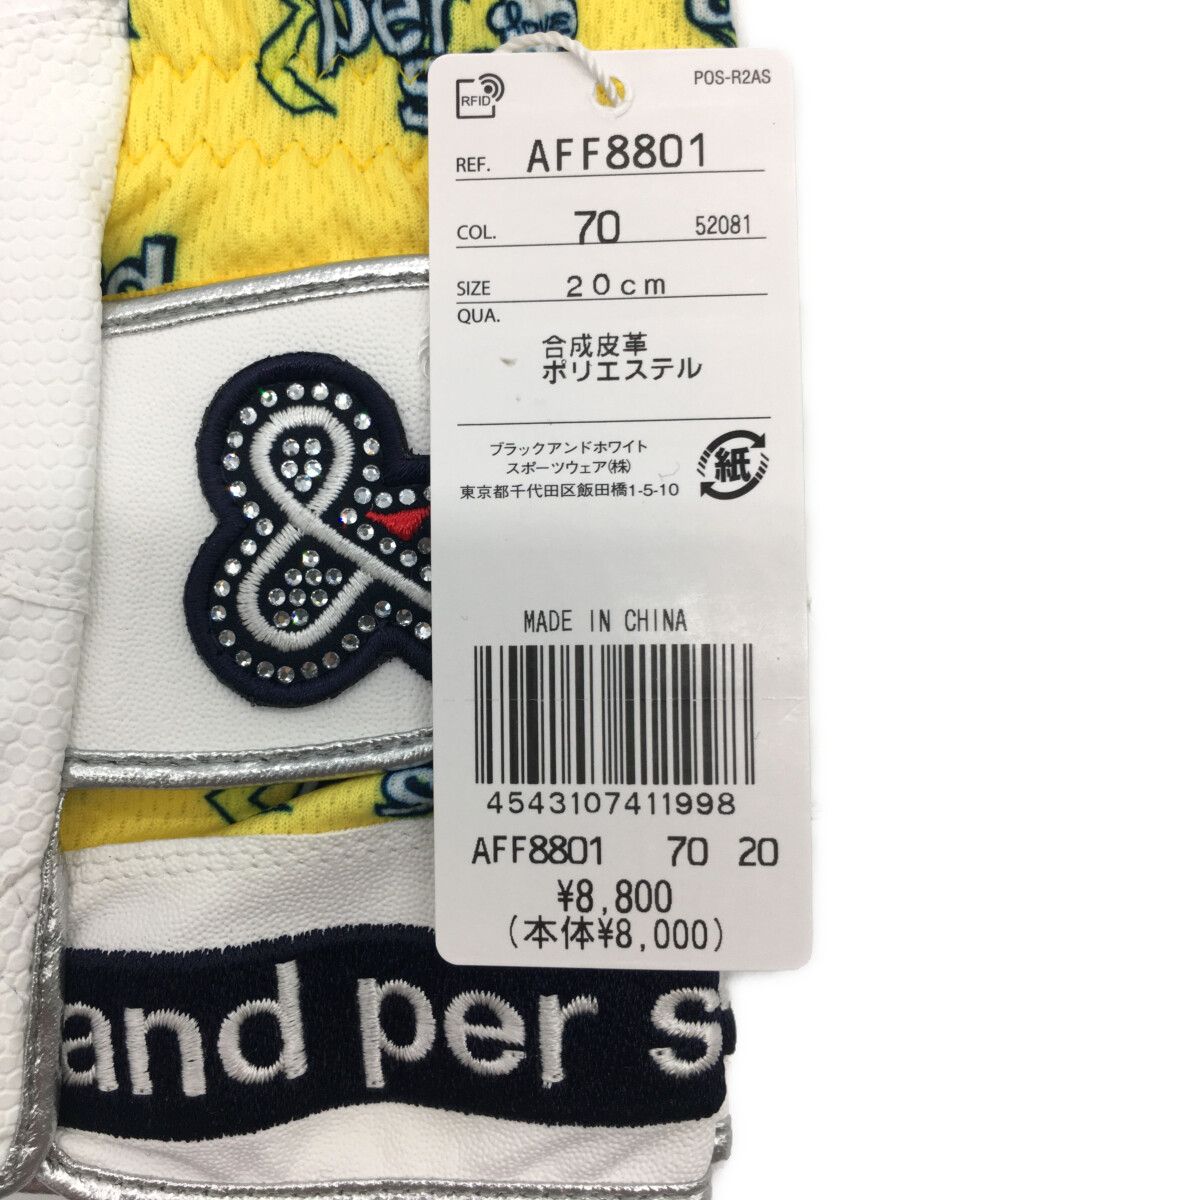 per
LOVE
RFID
POS-R2AS
REF. AFF8801
COL. 70 52081
SIZE 20cm
QUA.
合成皮革
ポリエステル
ブラックアンドホワイト
スポーツウェア(株)
東京都千代田区飯田橋1-5-10
紙
MADE IN CHINA
4543107411998
AFF8801 70 20
¥8,800
(本体¥8,000)
&
and per s